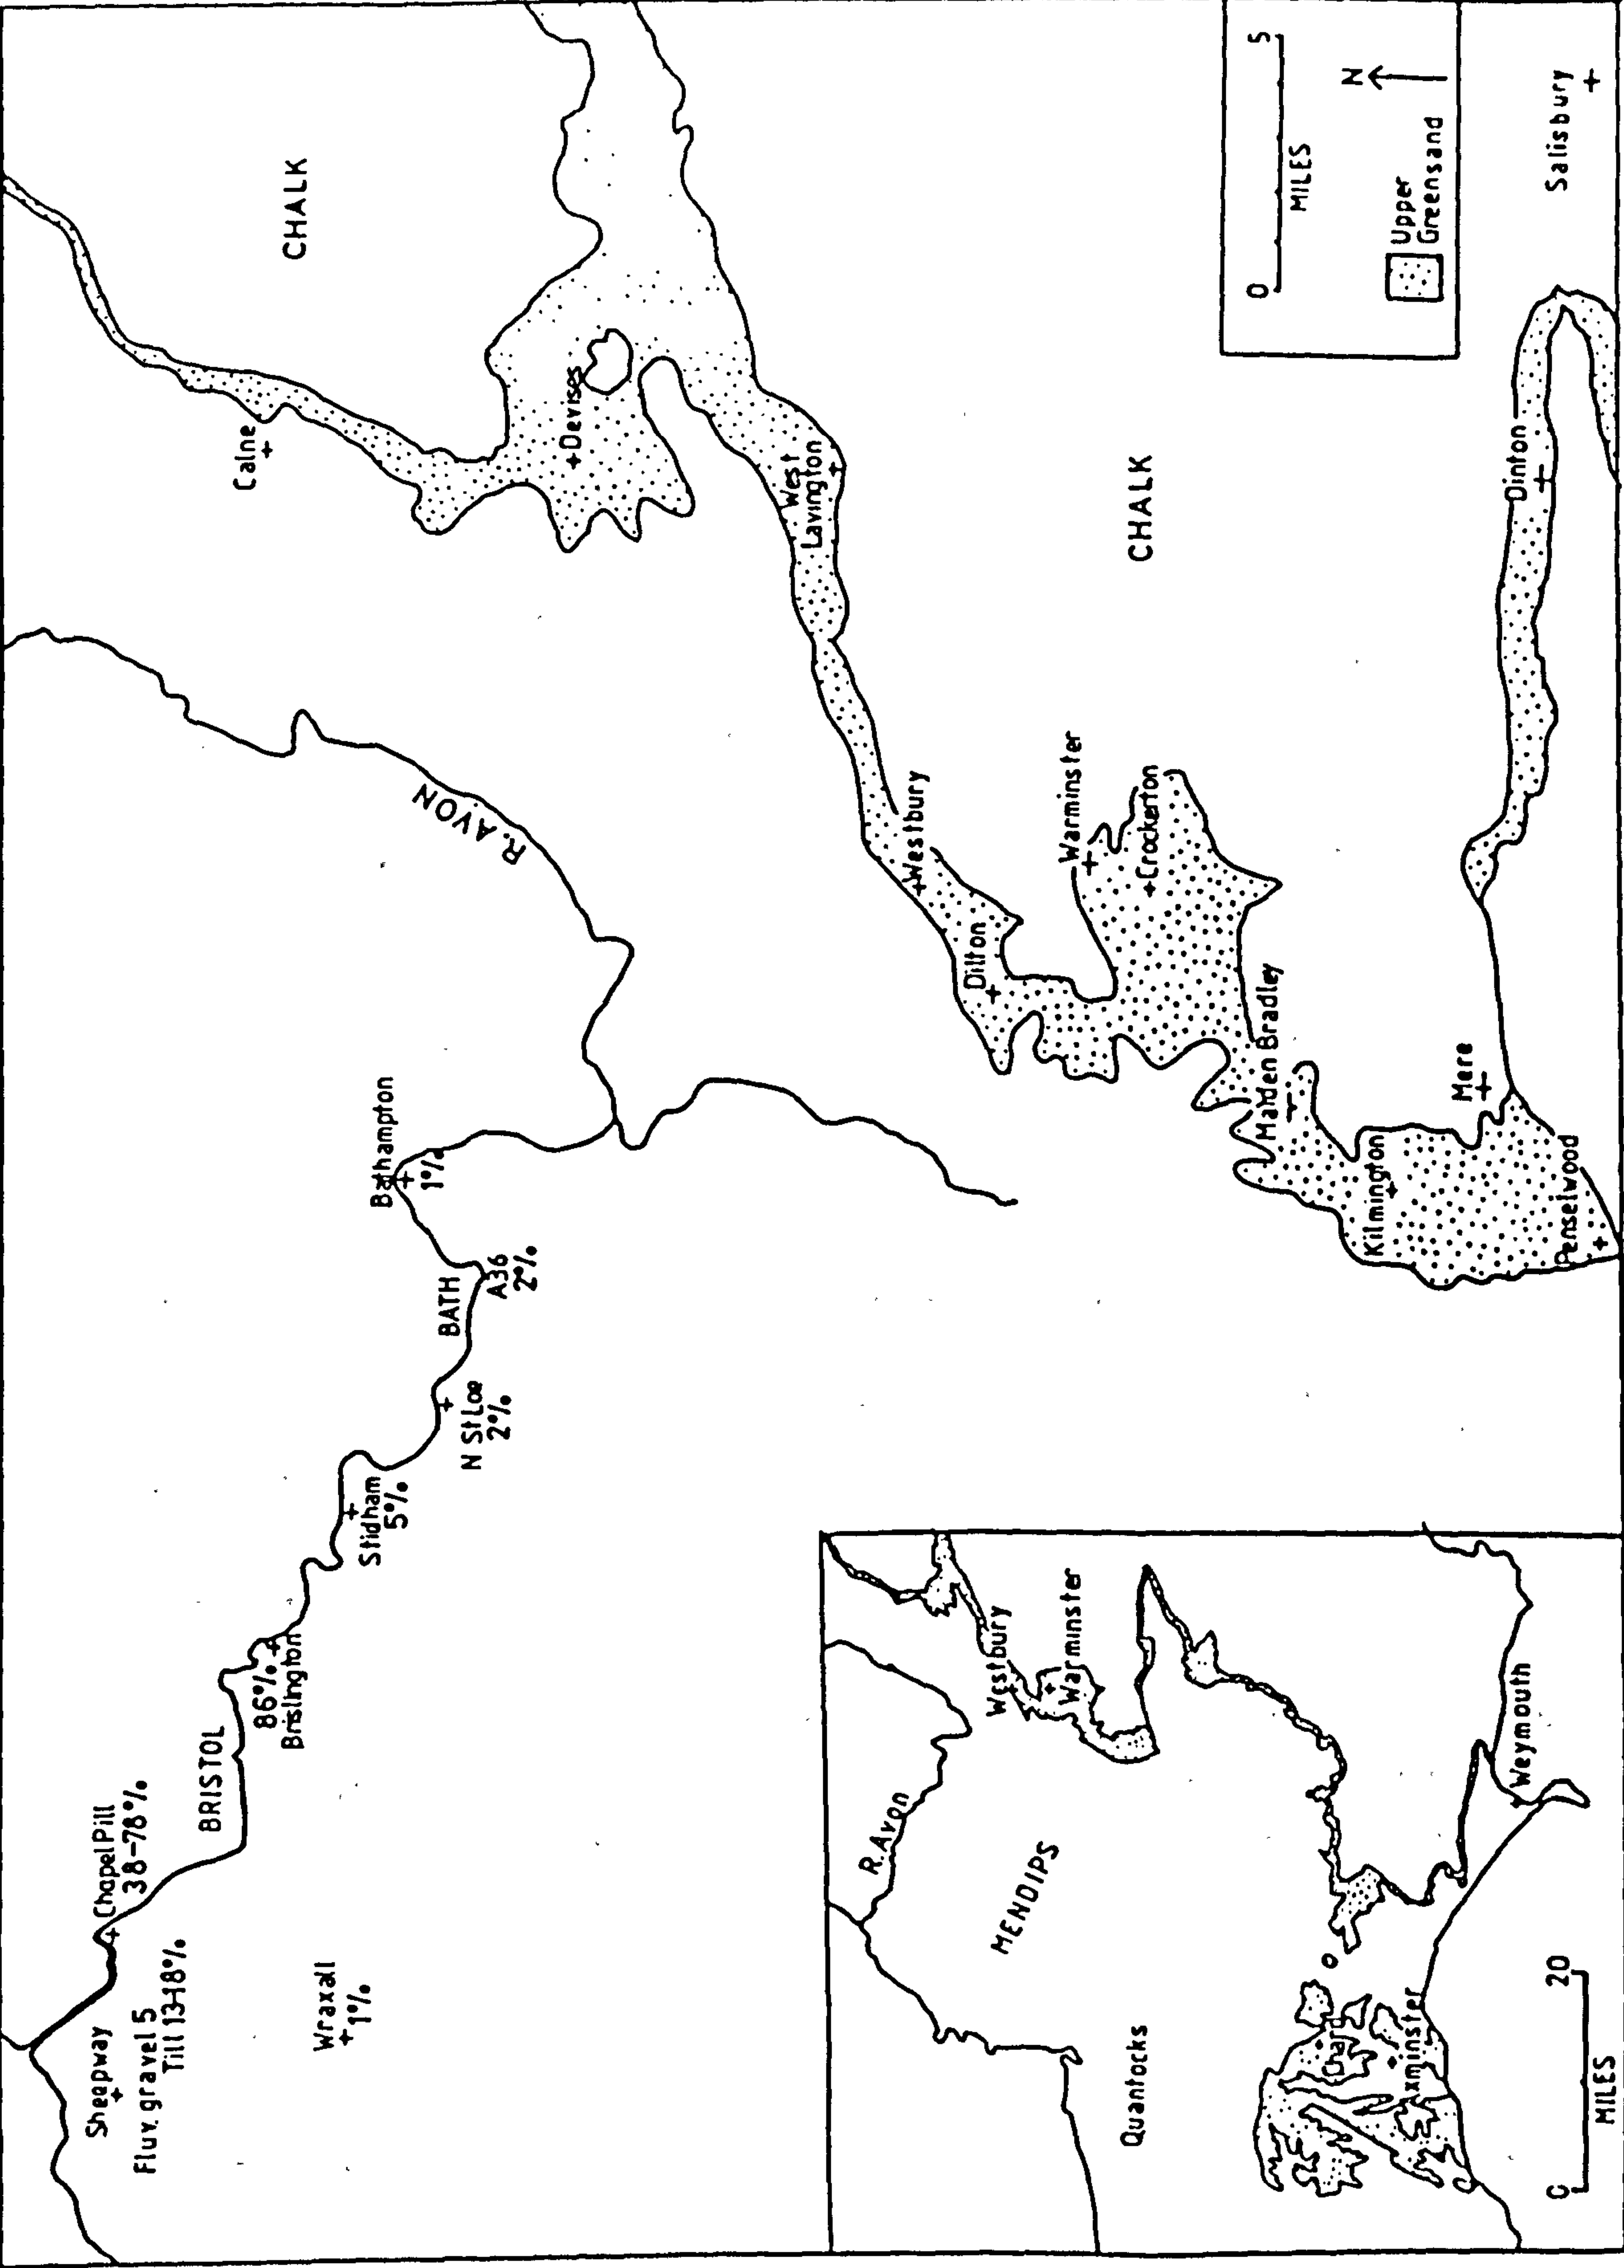 Sheepway
Fluv. gravel 5
Till 13-18%
Chapel Pill
38-78%
Wraxall
1%
BRISTOL
86%
Brislington
Stidham
5%
N St Loe
2%
BATH
A36
2%
Bathampton
1%
R. AVON
Calne
CHALK
Devises
West
Lavington
CHALK
Westbury
Dilton
Warminster
Crockerton
Maiden Bradley
Kilmington
Mere
Penselwood
Dinton
Salisbury
0 5
MILES
N
Upper
Greensand
R. Avon
MENDIPS
Quantocks
Westbury
Warminster
Chard
Axminster
Weymouth
0 20
MILES